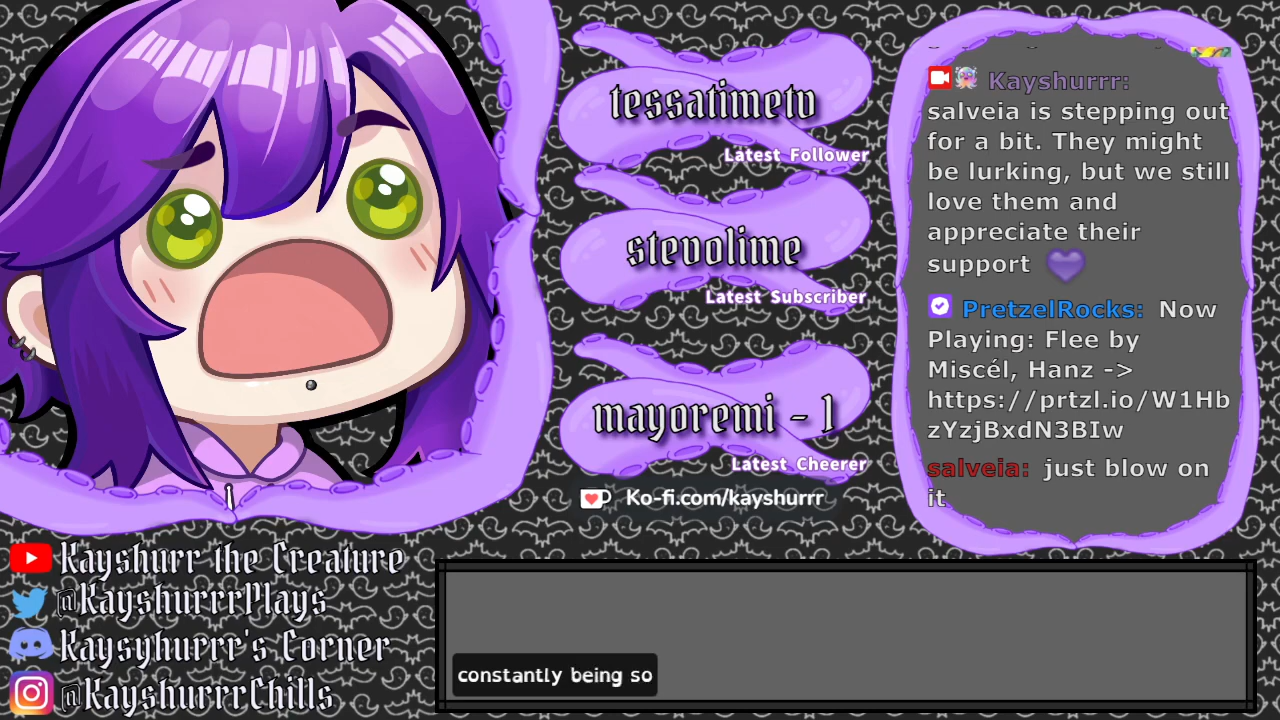 tessatimetv
Latest Follower
stevolime
Latest Subscriber
mayoremi - 1
Latest Cheerer
Ko-fi.com/kayshurrr
Kayshurrr:
salveia is stepping out
for a bit. They might
be lurking, but we still
love them and
appreciate their
support
PretzelRocks: Now
Playing: Flee by
Miscél, Hanz ->
https://prtzl.io/W1Hb
zYzjBxdN3BIw
salveia: just blow on
it
Kayshurr the Creature
@KayshurrrPlays
Kaysyhurrr's Corner
@KayshurrrChills
constantly being so